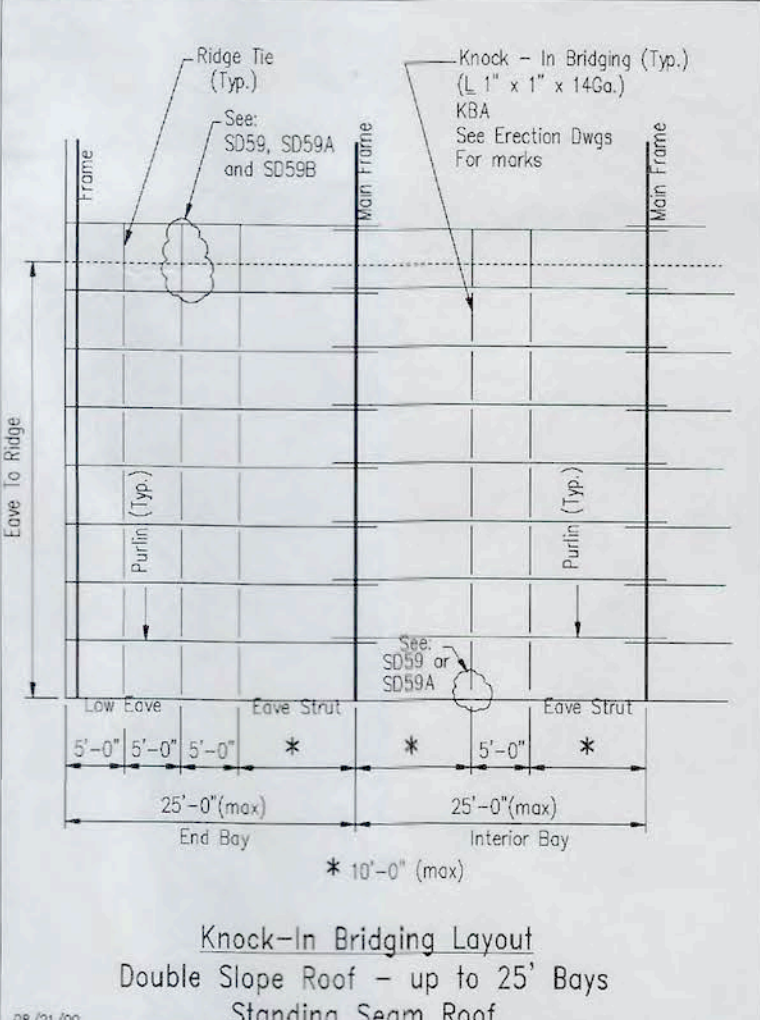 Ridge Tie
(Typ.)
See:
SD59, SD59A
and SD59B
Knock - In Bridging (Typ.)
(L 1" x 1" x 14Ga.)
KBA
See Erection Dwgs
For marks
Frame
Main Frame
Main Frame
Eave To Ridge
Purlin (Typ.)
Purlin (Typ.)
See:
SD59 or
SD59A
Low Eave
Eave Strut
Eave Strut
5'-0"
5'-0"
5'-0"
*
*
5'-0"
*
25'-0"(max)
25'-0"(max)
End Bay
Interior Bay
* 10'-0" (max)
Knock-In Bridging Layout
Double Slope Roof - up to 25' Bays
Standing Seam Roof